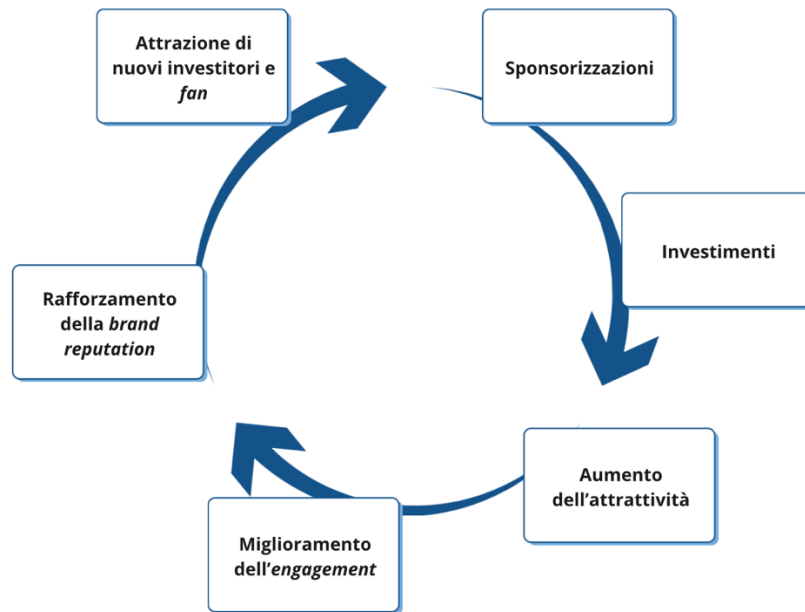 Attrazione di
nuovi investitori e
fan
Sponsorizzazioni
Investimenti
Aumento
dell’attrattività
Miglioramento
dell’engagement
Rafforzamento
della brand
reputation